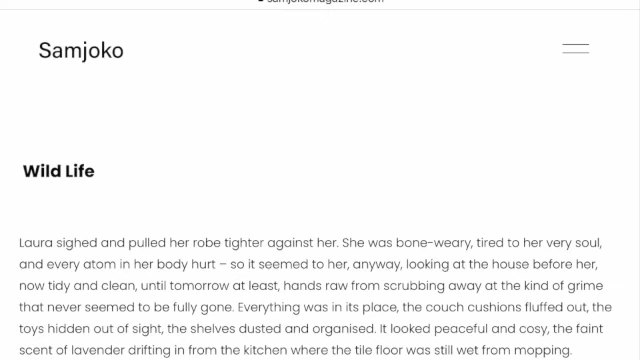 samjokomagazine.com
Samjoko
Wild Life
Laura sighed and pulled her robe tighter against her. She was bone-weary, tired to her very soul,
and every atom in her body hurt – so it seemed to her, anyway, looking at the house before her,
now tidy and clean, until tomorrow at least, hands raw from scrubbing away at the kind of grime
that never seemed to be fully gone. Everything was in its place, the couch cushions fluffed out, the
toys hidden out of sight, the shelves dusted and organised. It looked peaceful and cosy, the faint
scent of lavender drifting in from the kitchen where the tile floor was still wet from mopping.